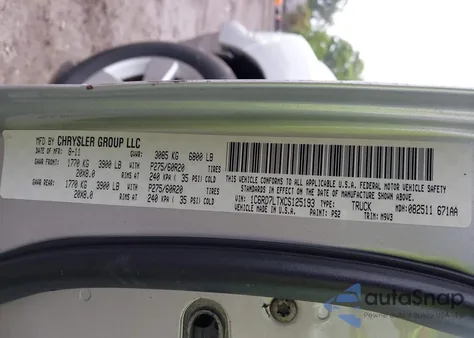 MFD BY CHRYSLER GROUP LLC
DATE OF MFR: 8-11 GVWR: 3085 KG 6800 LB
GAWR FRONT: 1770 KG 3900 LB WITH P275/60R20 TIRES
20X8.0 RIMS AT 240 KPA ( 35 PSI) COLD
GAWR REAR: 1770 KG 3900 LB WITH P275/60R20 TIRES
20X8.0 RIMS AT 240 KPA ( 35 PSI) COLD
THIS VEHICLE CONFORMS TO ALL APPLICABLE U.S.A. FEDERAL MOTOR VEHICLE SAFETY
STANDARDS IN EFFECT ON THE DATE OF MANUFACTURE SHOWN ABOVE.
VIN: 1C6RD7LTXCS125193 TYPE: TRUCK MDH: 082511 671AA
VEHICLE MADE IN U.S.A. PAINT: PS2 TRIM: M9V3
autoSnap